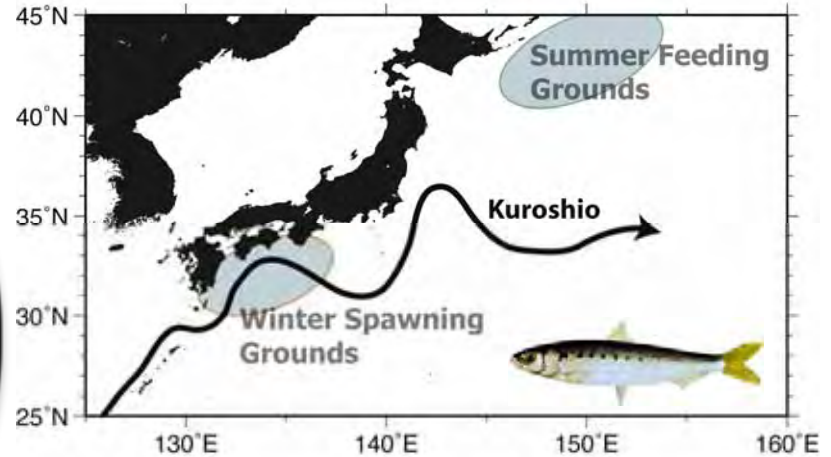 45˚N
Summer Feeding
Grounds
40˚N
35˚N
Kuroshio
30˚N
Winter Spawning
Grounds
25˚N
130˚E 140˚E 150˚E 160˚E